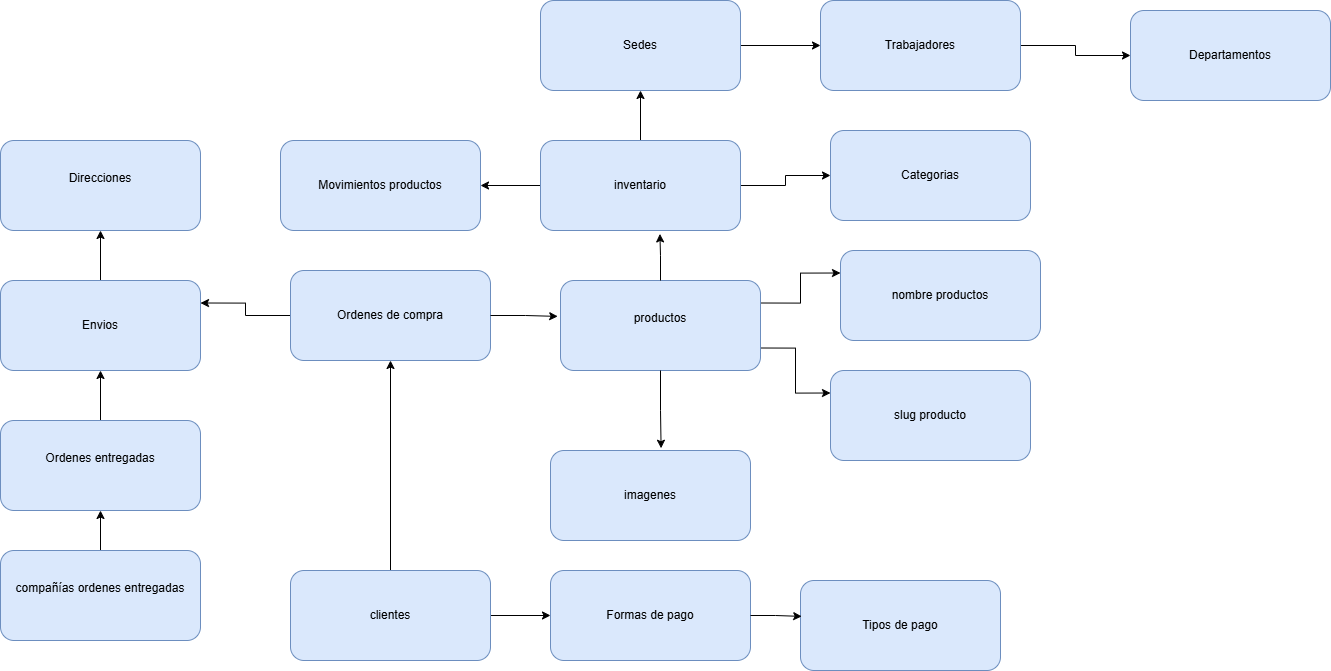 Sedes
Trabajadores
Departamentos
Direcciones
Movimientos productos
inventario
Categorias
Envios
Ordenes de compra
productos
nombre productos
slug producto
Ordenes entregadas
imagenes
compañías ordenes entregadas
clientes
Formas de pago
Tipos de pago